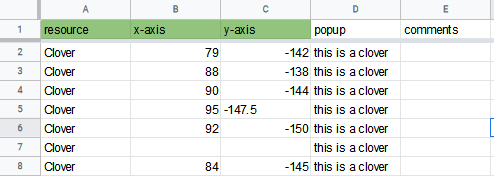 A B C D E
1 resource x-axis y-axis popup comments
2 Clover 79 -142 this is a clover
3 Clover 88 -138 this is a clover
4 Clover 90 -144 this is a clover
5 Clover 95 -147.5 this is a clover
6 Clover 92 -150 this is a clover
7 Clover this is a clover
8 Clover 84 -145 this is a clover